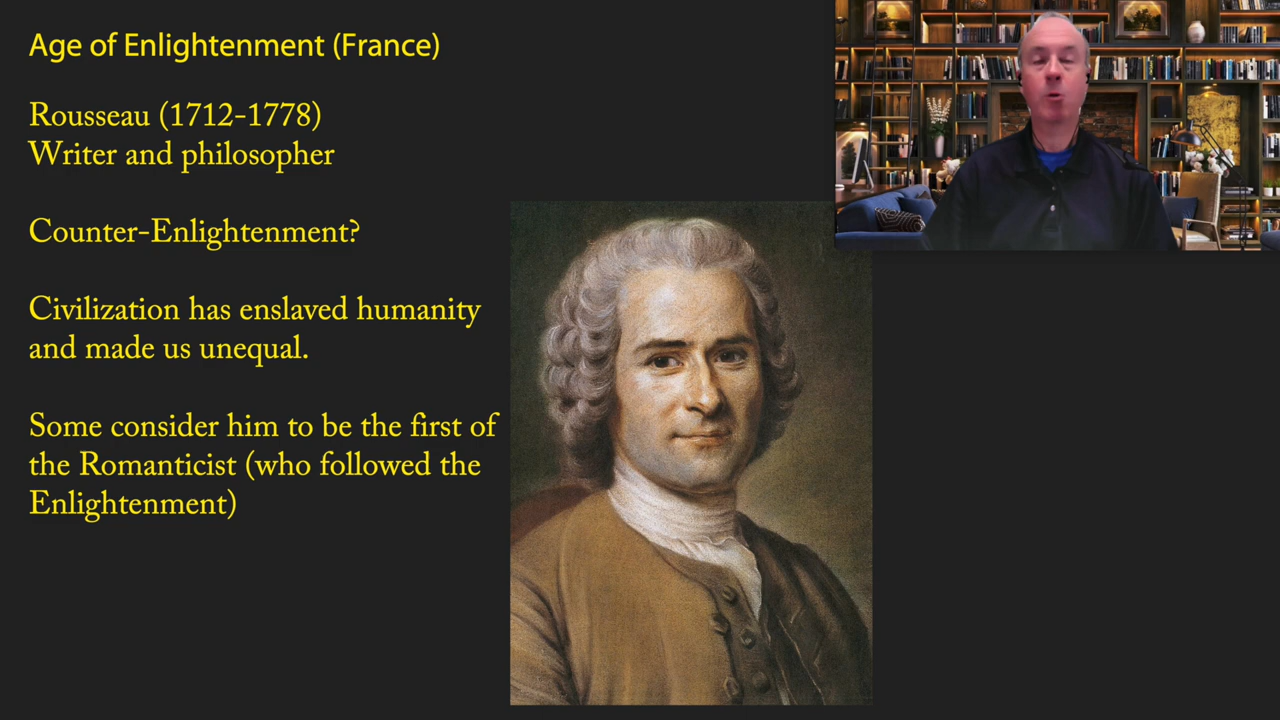 Age of Enlightenment (France)
Rousseau (1712-1778)
Writer and philosopher
Counter-Enlightenment?
Civilization has enslaved humanity
and made us unequal.
Some consider him to be the first of
the Romanticist (who followed the
Enlightenment)